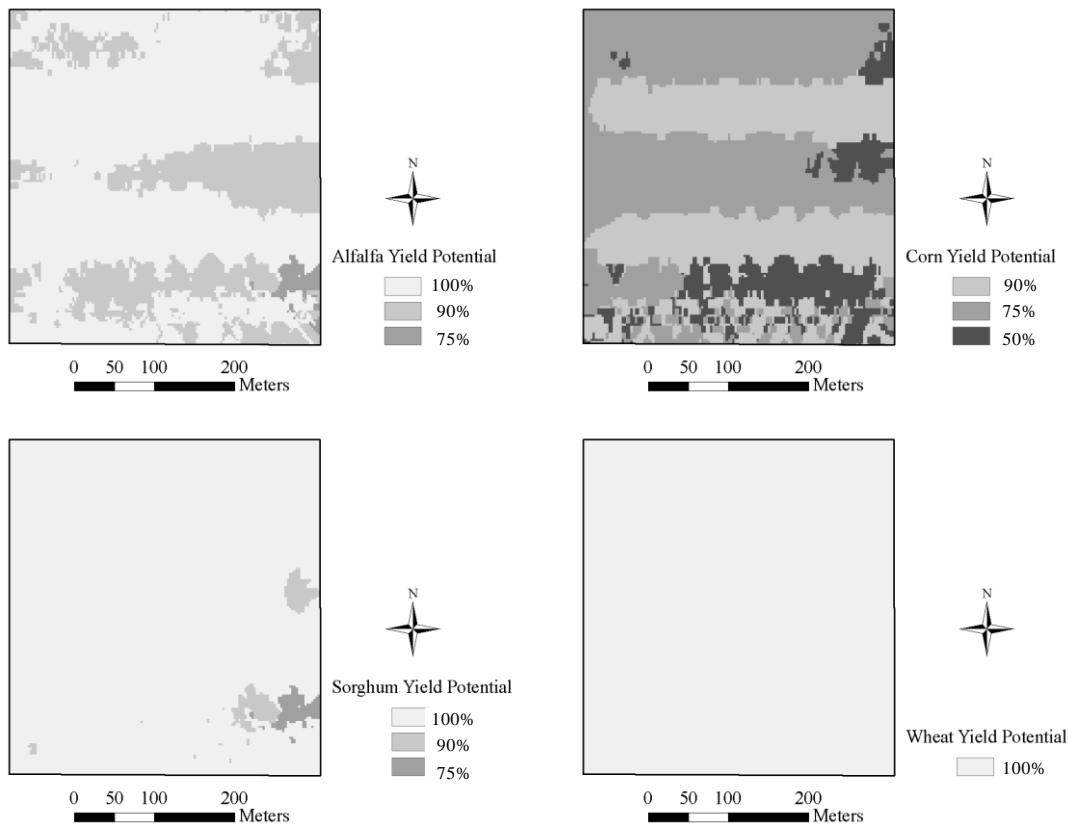 N
Alfalfa Yield Potential
100%
90%
75%
0 50 100 200
Meters
N
Corn Yield Potential
90%
75%
50%
0 50 100 200
Meters
N
Sorghum Yield Potential
100%
90%
75%
0 50 100 200
Meters
N
Wheat Yield Potential
100%
0 50 100 200
Meters